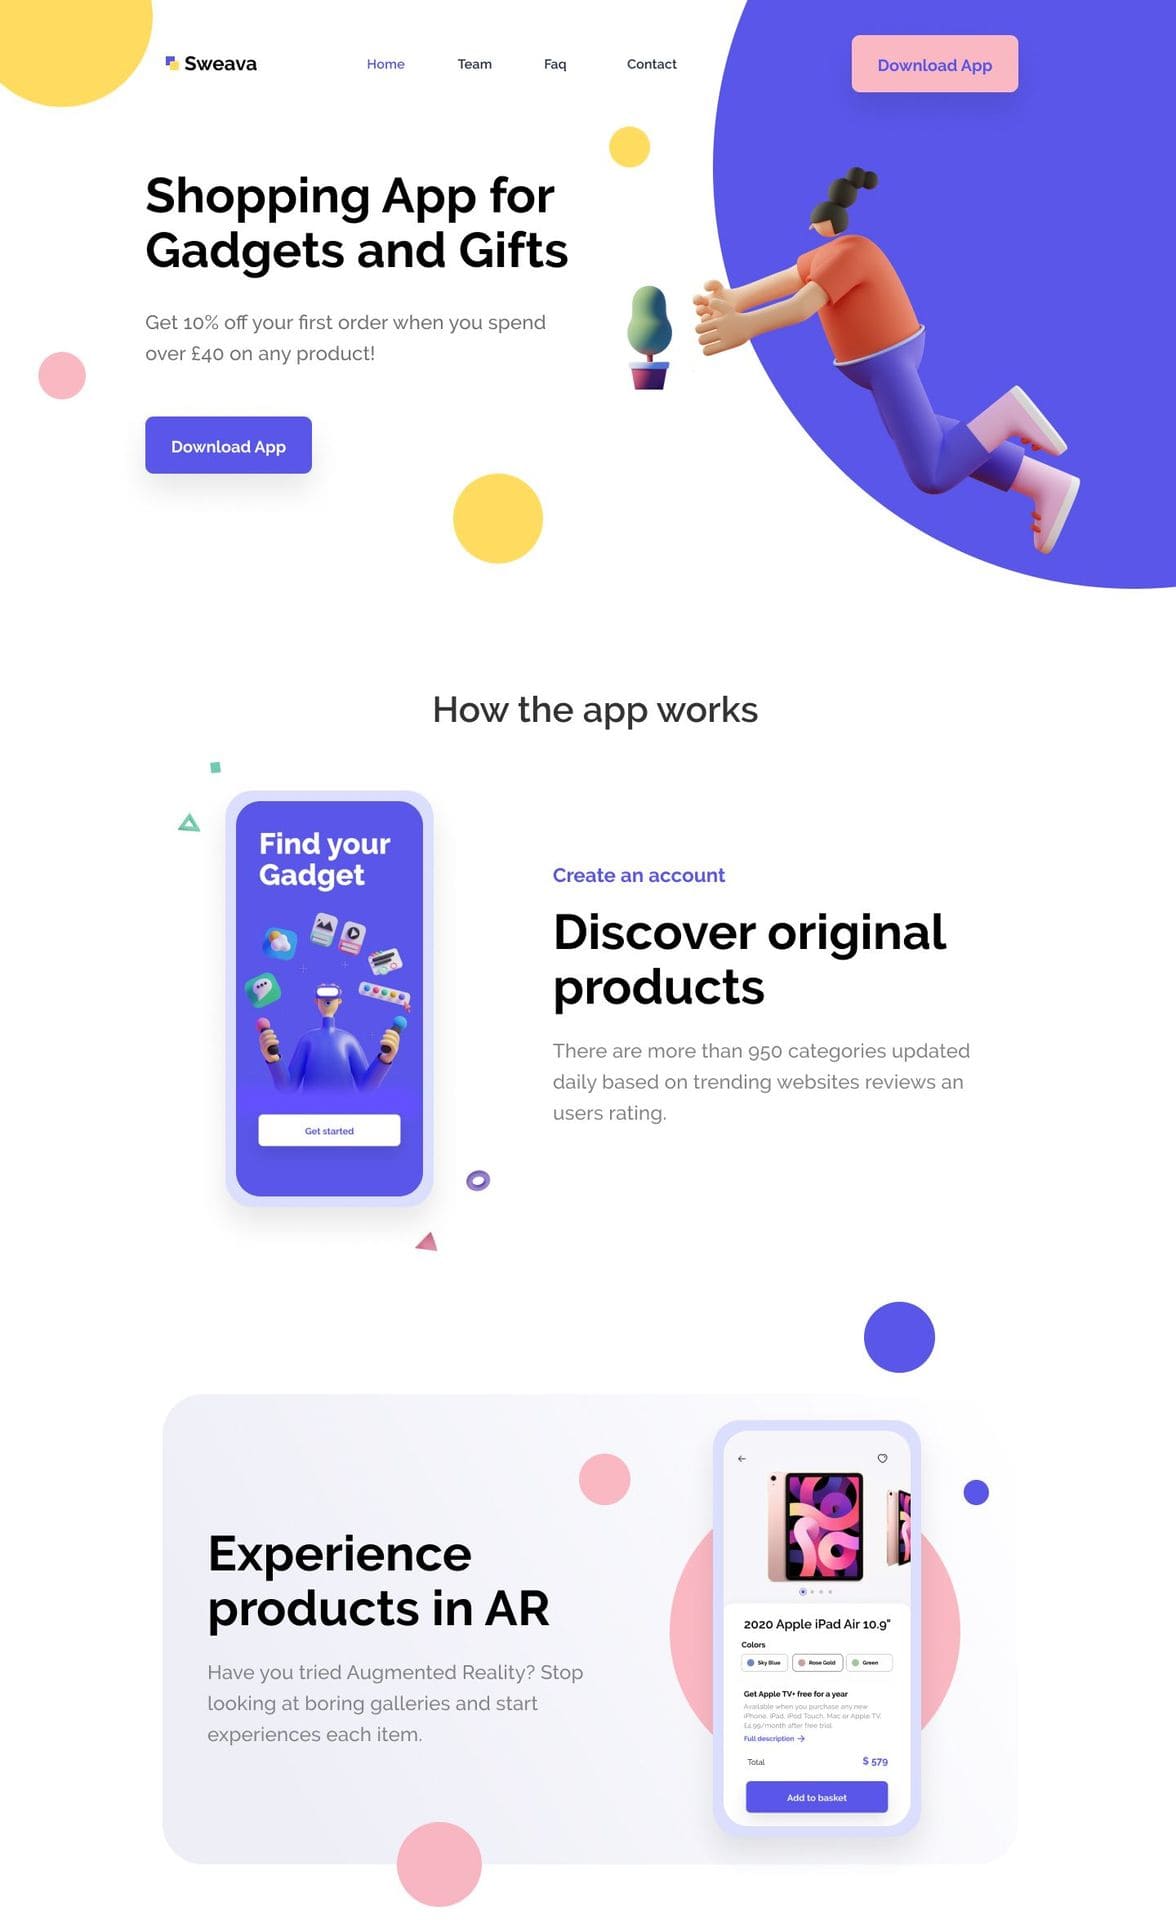 Sweava
Home
Team
Faq
Contact
Download App
Shopping App for
Gadgets and Gifts
Get 10% off your first order when you spend
over £40 on any product!
Download App
How the app works
Find your
Gadget
Get started
Create an account
Discover original
products
There are more than 950 categories updated
daily based on trending websites reviews an
users rating.
Experience
products in AR
Have you tried Augmented Reality? Stop
looking at boring galleries and start
experiences each item.
2020 Apple iPad Air 10.9"
Colors
Sky Blue
Rose Gold
Green
Get Apple TV+ free for a year
Available when you purchase any new
iPhone, iPad, iPod Touch, Mac or Apple TV,
£4.99/month after free trial.
Full description
Total
$ 579
Add to basket